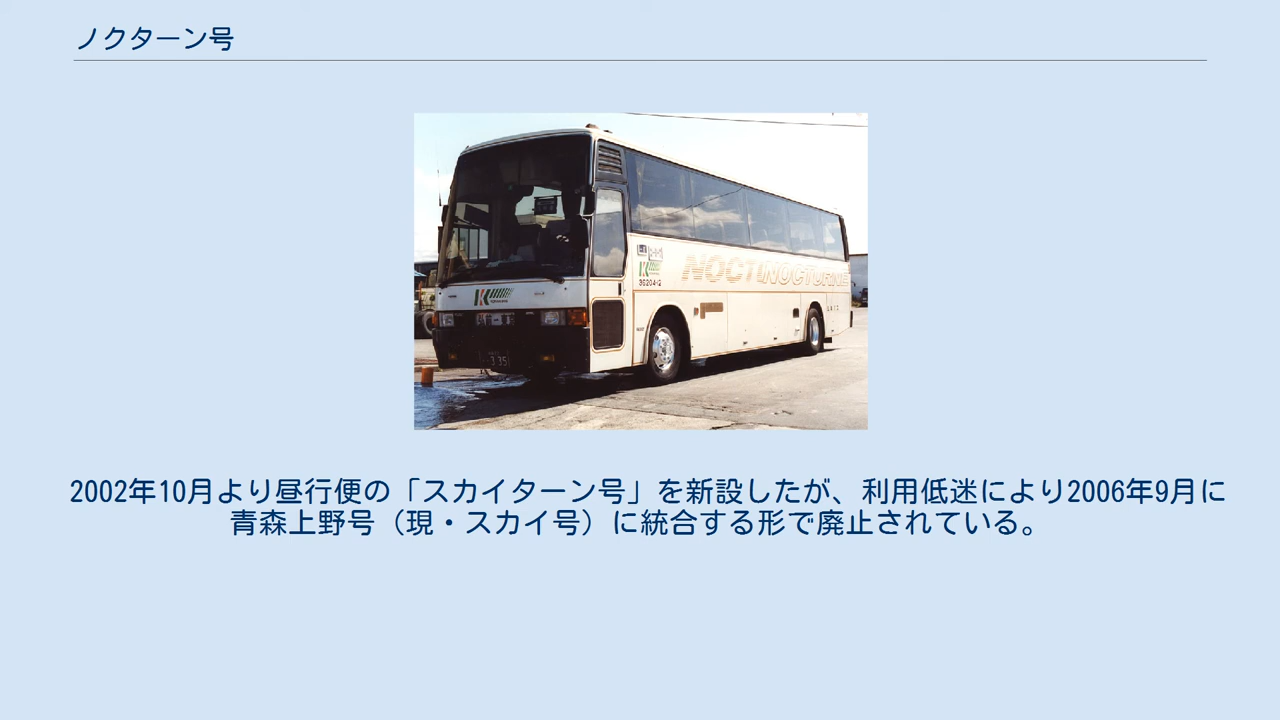 ノクターン号
NOCTURNE
K
3520412
・335
2002年10月より昼行便の「スカイターン号」を新設したが、利用低迷により2006年9月に
青森上野号（現・スカイ号）に統合する形で廃止されている。